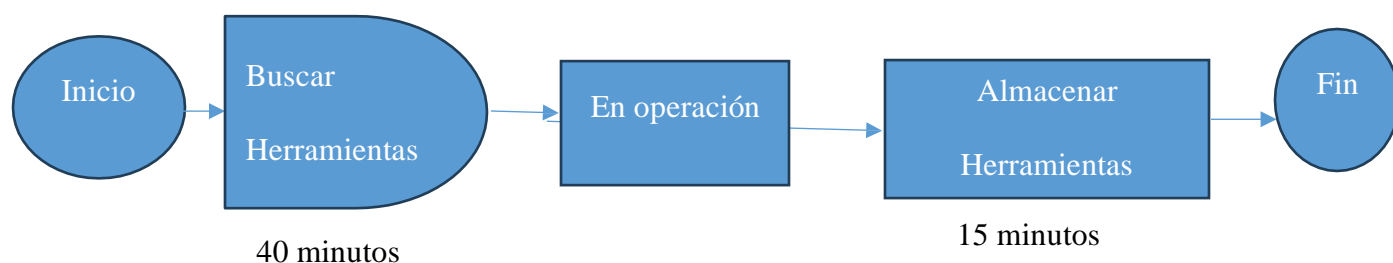 Inicio
Buscar
Herramientas
En operación
Almacenar
Herramientas
Fin
40 minutos
15 minutos